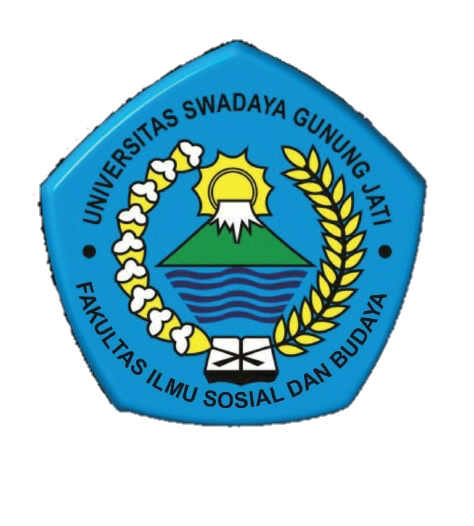 UNIVERSITAS SWADAYA GUNUNG JATI
FAKULTAS ILMU SOSIAL DAN BUDAYA